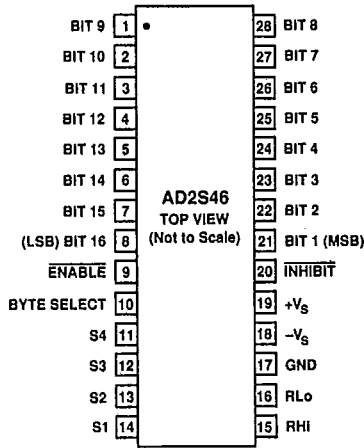 BIT 9 1 28 BIT 8
BIT 10 2 27 BIT 7
BIT 11 3 26 BIT 6
BIT 12 4 25 BIT 5
BIT 13 5 24 BIT 4
BIT 14 6 23 BIT 3
AD2S46
BIT 15 7 TOP VIEW 22 BIT 2
(Not to Scale)
(LSB) BIT 16 8 21 BIT 1 (MSB)
ENABLE 9 20 INHIBIT
BYTE SELECT 10 19 +VS
S4 11 18 –VS
S3 12 17 GND
S2 13 16 RLo
S1 14 15 RHi